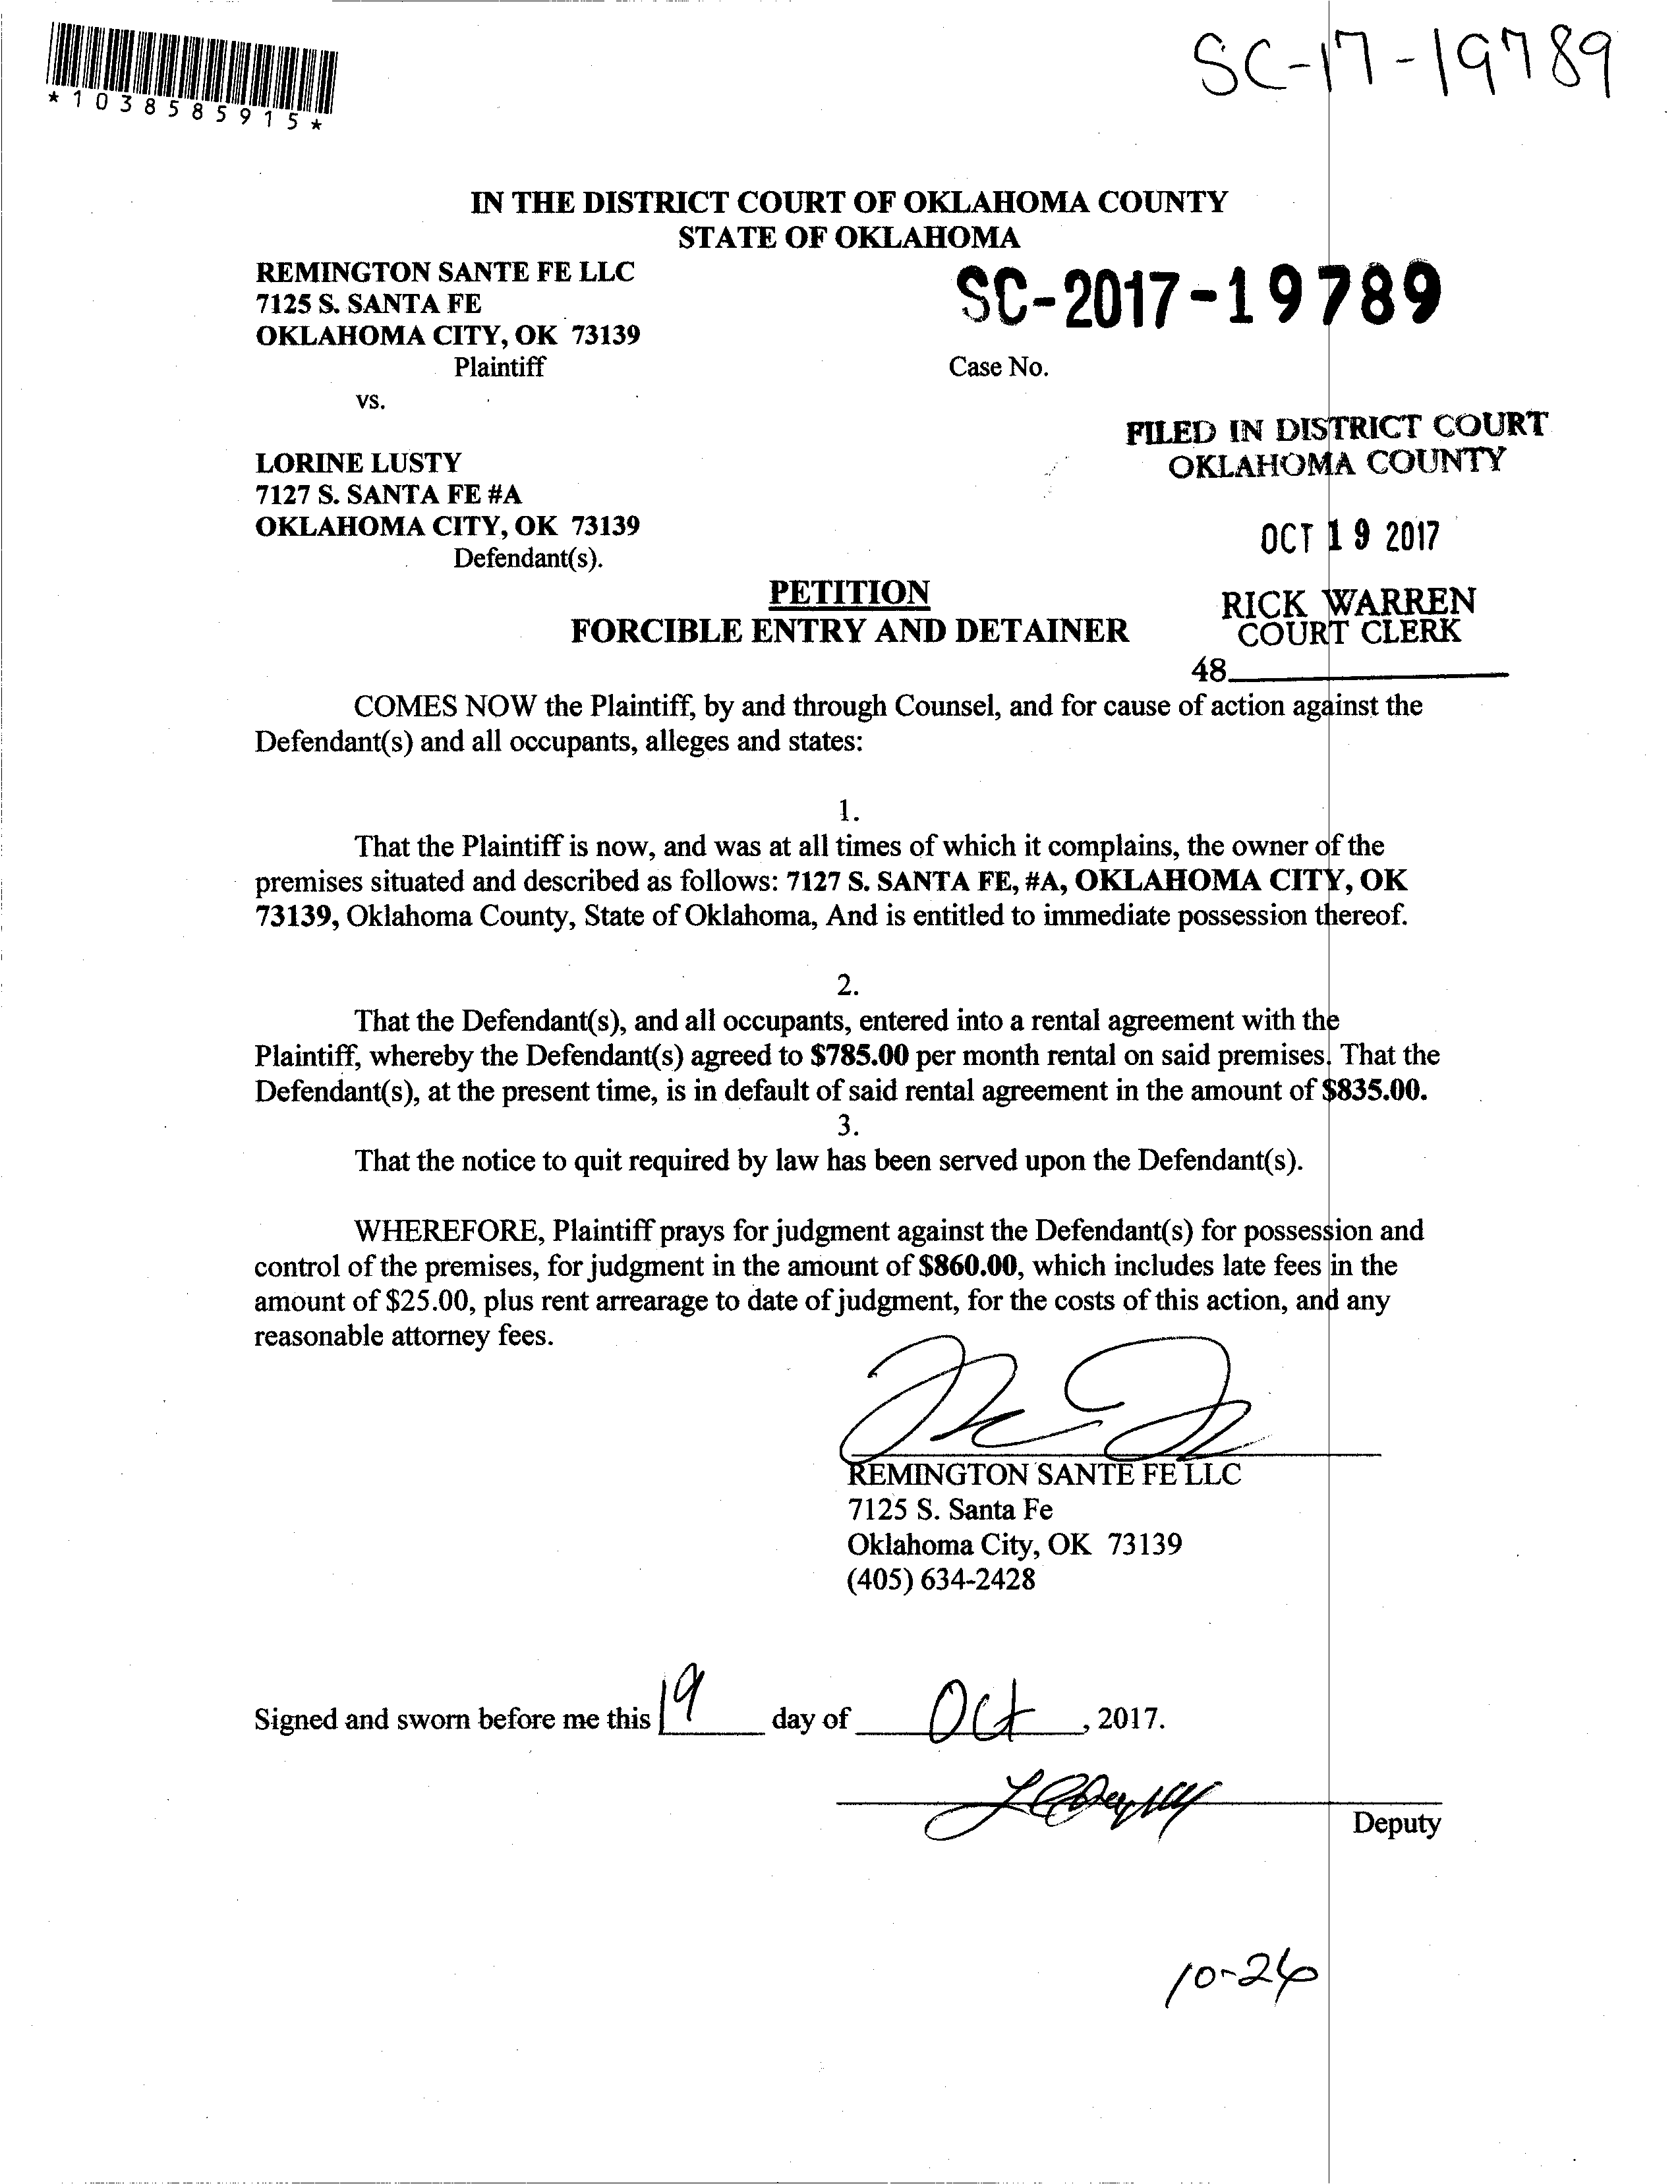 SC-17-19789
*1038585915*
IN THE DISTRICT COURT OF OKLAHOMA COUNTY
STATE OF OKLAHOMA
REMINGTON SANTE FE LLC
7125 S. SANTA FE
OKLAHOMA CITY, OK 73139
Plaintiff
SC-2017-19789
Case No.
vs.
FILED IN DISTRICT COURT
OKLAHOMA COUNTY
LORINE LUSTY
7127 S. SANTA FE #A
OKLAHOMA CITY, OK 73139
Defendant(s).
OCT 19 2017
PETITION
FORCIBLE ENTRY AND DETAINER
RICK WARREN
COURT CLERK
48
COMES NOW the Plaintiff, by and through Counsel, and for cause of action against the
Defendant(s) and all occupants, alleges and states:
1.
That the Plaintiff is now, and was at all times of which it complains, the owner of the
premises situated and described as follows: 7127 S. SANTA FE, #A, OKLAHOMA CITY, OK
73139, Oklahoma County, State of Oklahoma, And is entitled to immediate possession thereof.
2.
That the Defendant(s), and all occupants, entered into a rental agreement with the
Plaintiff, whereby the Defendant(s) agreed to $785.00 per month rental on said premises. That the
Defendant(s), at the present time, is in default of said rental agreement in the amount of $835.00.
3.
That the notice to quit required by law has been served upon the Defendant(s).
WHEREFORE, Plaintiff prays for judgment against the Defendant(s) for possession and
control of the premises, for judgment in the amount of $860.00, which includes late fees in the
amount of $25.00, plus rent arrearage to date of judgment, for the costs of this action, and any
reasonable attorney fees.
REMINGTON SANTE FE LLC
7125 S. Santa Fe
Oklahoma City, OK 73139
(405) 634-2428
Signed and sworn before me this 19 day of Oct, 2017.
Deputy
10-26